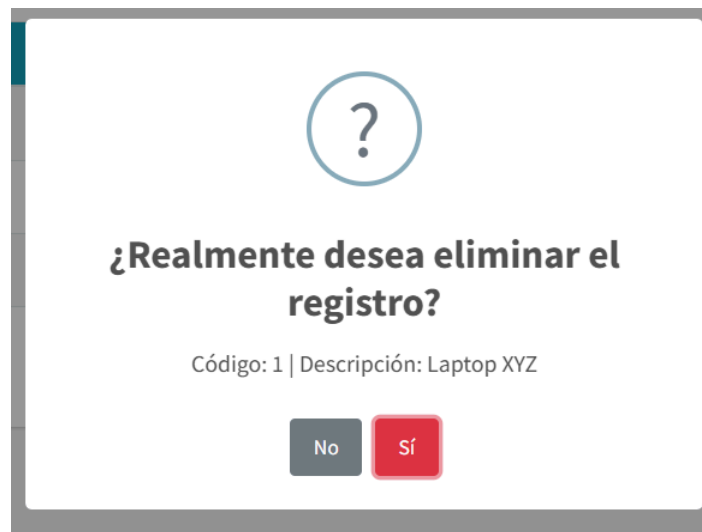 ?
¿Realmente desea eliminar el
registro?
Código: 1 | Descripción: Laptop XYZ
No Sí